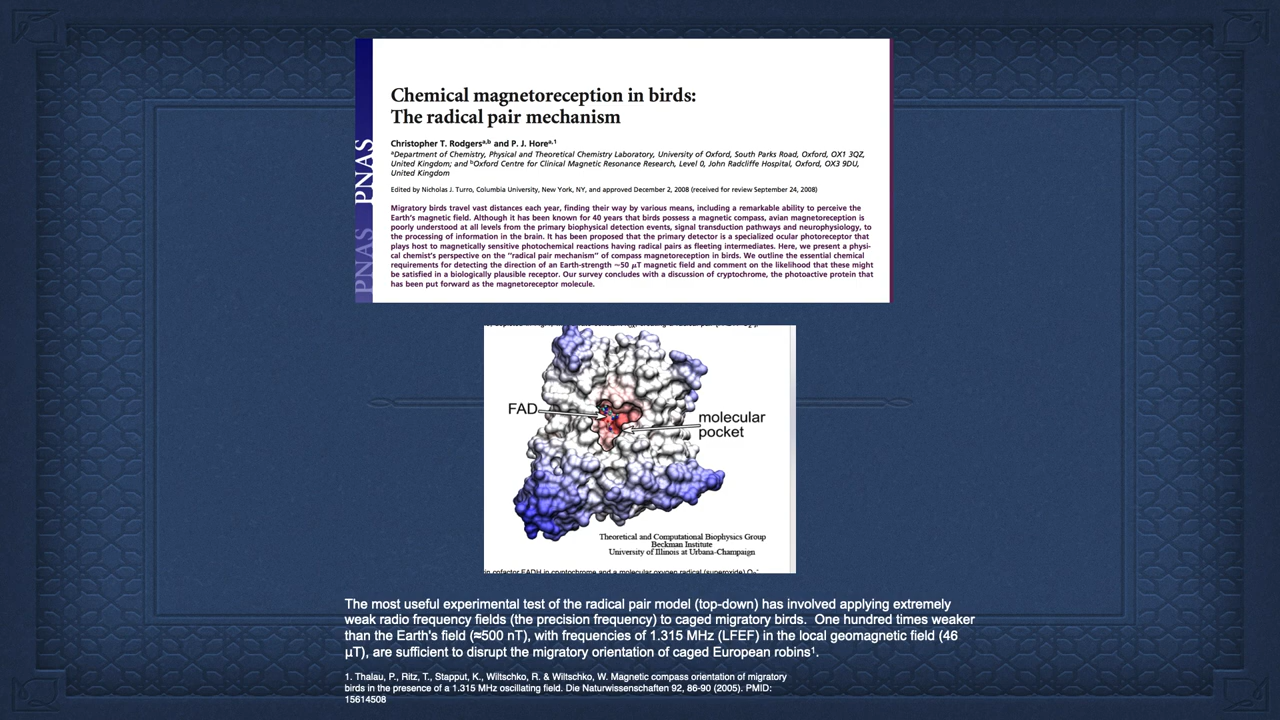 PNAS PNAS
Chemical magnetoreception in birds:
The radical pair mechanism
Christopher T. Rodgersa,b and P. J. Horea,1
aDepartment of Chemistry, Physical and Theoretical Chemistry Laboratory, University of Oxford, South Parks Road, Oxford, OX1 3QZ,
United Kingdom; and bOxford Centre for Clinical Magnetic Resonance Research, Level 0, John Radcliffe Hospital, Oxford, OX3 9DU,
United Kingdom
Edited by Nicholas J. Turro, Columbia University, New York, NY, and approved December 2, 2008 (received for review September 24, 2008)
Migratory birds travel vast distances each year, finding their way by various means, including a remarkable ability to perceive the
Earth's magnetic field. Although it has been known for 40 years that birds possess a magnetic compass, avian magnetoreception is
poorly understood at all levels from the primary biophysical detection events, signal transduction pathways and neurophysiology, to
the processing of information in the brain. It has been proposed that the primary detector is a specialized ocular photoreceptor that
plays host to magnetically sensitive photochemical reactions having radical pairs as fleeting intermediates. Here, we present a physi-
cal chemist's perspective on the "radical pair mechanism" of compass magnetoreception in birds. We outline the essential chemical
requirements for detecting the direction of an Earth-strength ~50 μT magnetic field and comment on the likelihood that these might
be satisfied in a biologically plausible receptor. Our survey concludes with a discussion of cryptochrome, the photoactive protein that
has been put forward as the magnetoreceptor molecule.
FAD
molecular
pocket
Theoretical and Computational Biophysics Group
Beckman Institute
University of Illinois at Urbana-Champaign
in cofactor FADH in cryptochrome and a molecular oxygen radical (superoxide) O₂⁻
The most useful experimental test of the radical pair model (top-down) has involved applying extremely
weak radio frequency fields (the precision frequency) to caged migratory birds. One hundred times weaker
than the Earth's field (≈500 nT), with frequencies of 1.315 MHz (LFEF) in the local geomagnetic field (46
μT), are sufficient to disrupt the migratory orientation of caged European robins¹.
1. Thalau, P., Ritz, T., Stapput, K., Wiltschko, R. & Wiltschko, W. Magnetic compass orientation of migratory
birds in the presence of a 1.315 MHz oscillating field. Die Naturwissenschaften 92, 86-90 (2005). PMID:
15614508